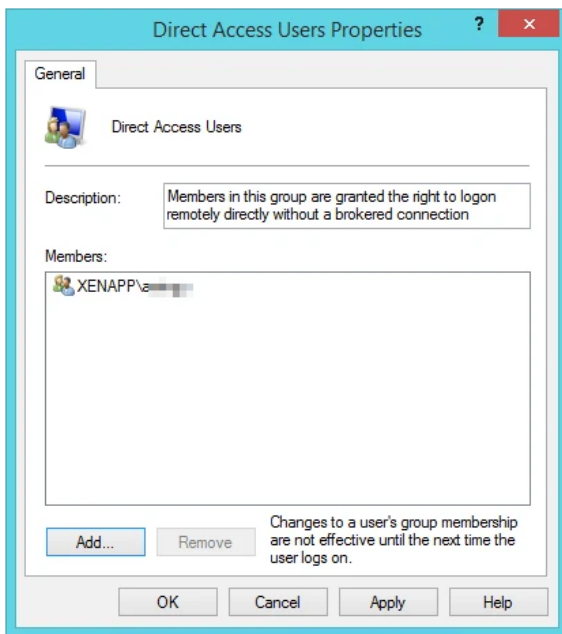 Direct Access Users Properties
?
General
Direct Access Users
Description:
Members in this group are granted the right to logon
remotely directly without a brokered connection
Members:
XENAPP\a
Add...
Remove
Changes to a user's group membership
are not effective until the next time the
user logs on.
OK
Cancel
Apply
Help